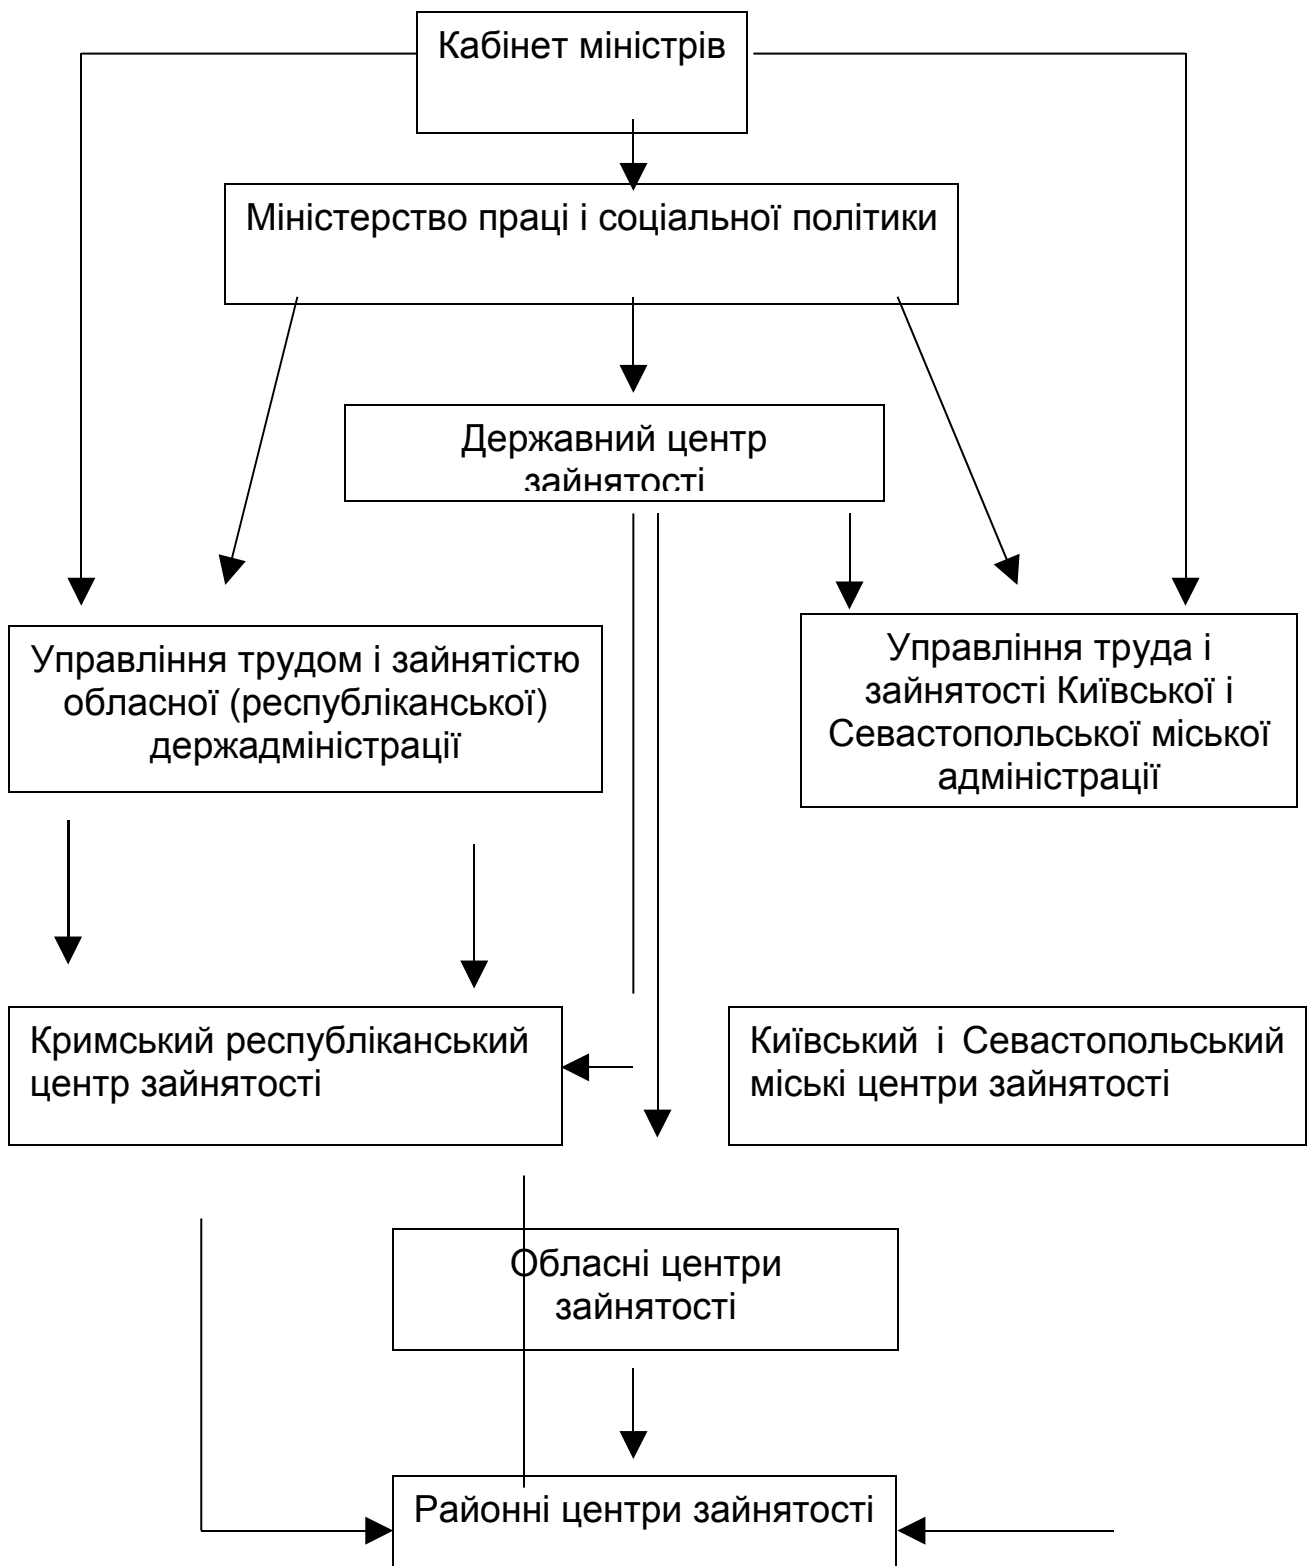 Кабінет міністрів
Міністерство праці і соціальної політики
Державний центр
зайнятості
Управління трудом і зайнятістю
обласної (республіканської)
держадміністрації
Управління труда і
зайнятості Київської і
Севастопольської міської
адміністрації
Кримський республіканський
центр зайнятості
Київський і Севастопольський
міські центри зайнятості
Обласні центри
зайнятості
Районні центри зайнятості